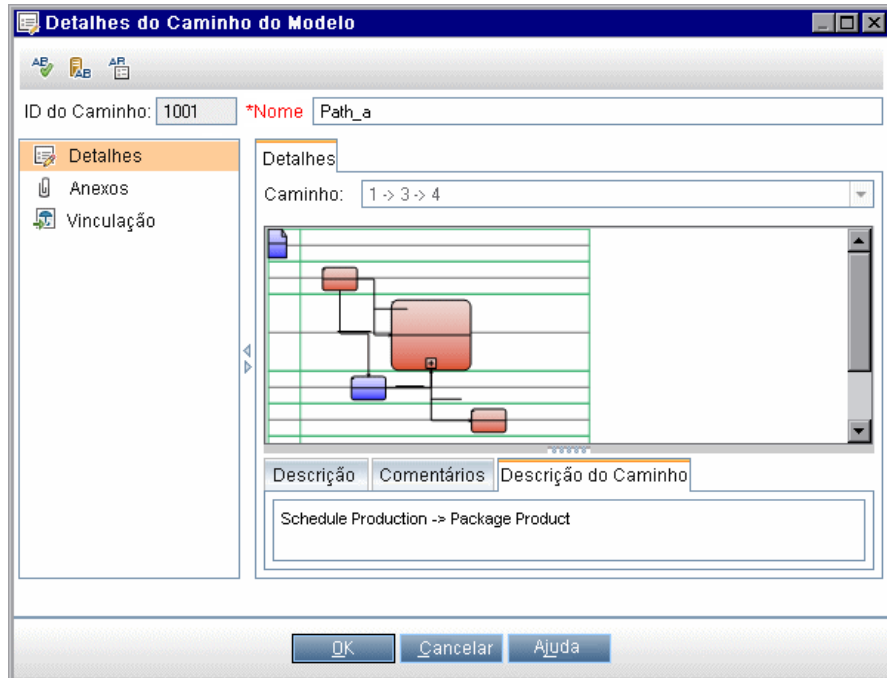 Detalhes do Caminho do Modelo
ID do Caminho: 1001 *Nome Path_a
Detalhes
Anexos
Vinculação
Detalhes
Caminho: 1 -> 3 -> 4
Descrição Comentários Descrição do Caminho
Schedule Production -> Package Product
OK Cancelar Ajuda